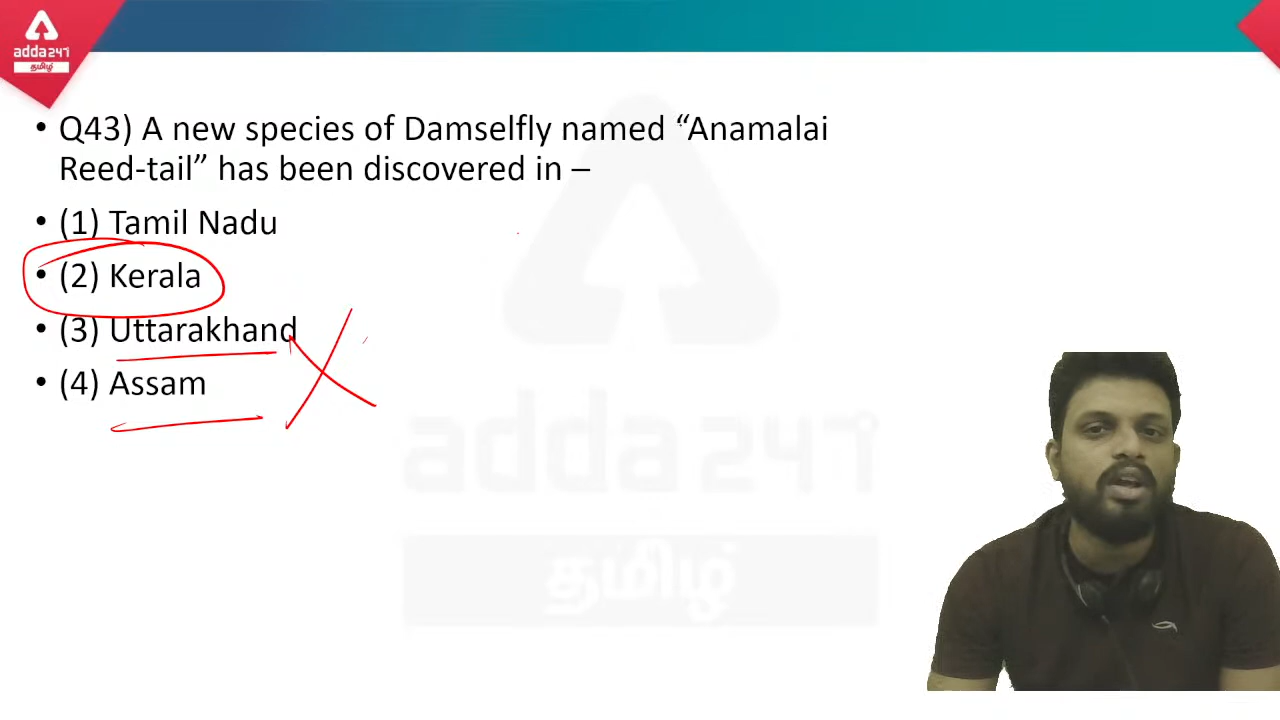 adda247
தமிழ்
• Q43) A new species of Damselfly named “Anamalai
Reed-tail” has been discovered in –
• (1) Tamil Nadu
• (2) Kerala
• (3) Uttarakhand
• (4) Assam
adda247
தமிழ்